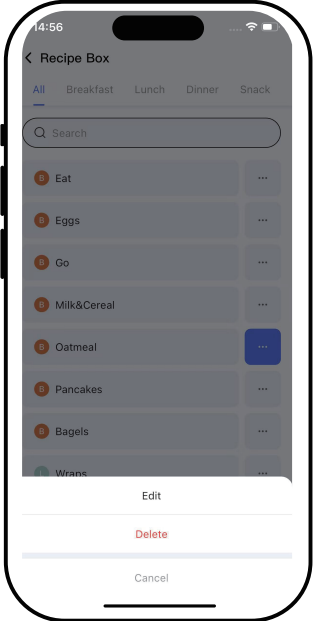 14:56
Recipe Box
All Breakfast Lunch Dinner Snack
Search
B Eat ...
B Eggs ...
B Go ...
B Milk&Cereal ...
B Oatmeal ...
B Pancakes ...
B Bagels ...
L Wraps ...
Edit
Delete
Cancel